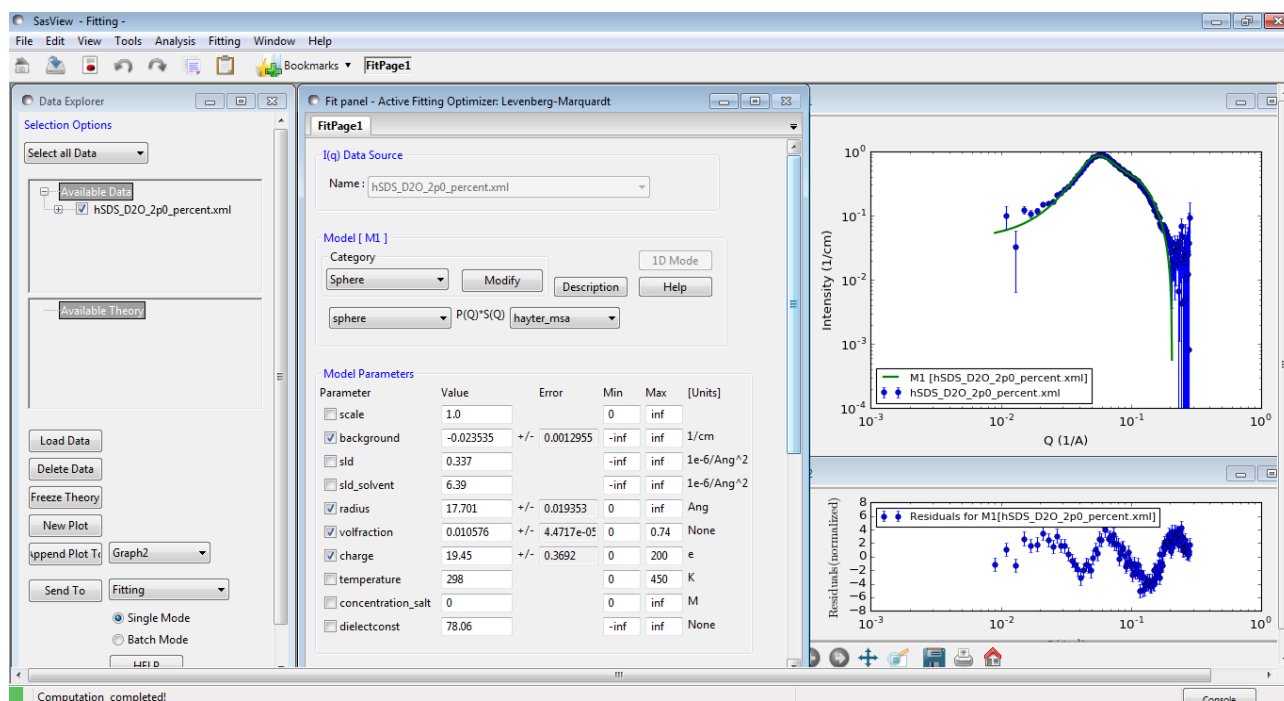 SasView - Fitting -
File Edit View Tools Analysis Fitting Window Help
Bookmarks FitPage1
Data Explorer
Selection Options
Select all Data
Available Data
hSDS_D2O_2p0_percent.xml
Available Theory
Load Data
Delete Data
Freeze Theory
New Plot
Append Plot To Graph2
Send To Fitting
Single Mode
Batch Mode
HELP
Fit panel - Active Fitting Optimizer: Levenberg-Marquardt
FitPage1
I(q) Data Source
Name : hSDS_D2O_2p0_percent.xml
Model [ M1 ]
Category 1D Mode
Sphere Modify Description Help
sphere P(Q)*S(Q) hayter_msa
Model Parameters
Parameter Value Error Min Max [Units]
scale 1.0 0 inf
background -0.023535 +/- 0.0012955 -inf inf 1/cm
sld 0.337 -inf inf 1e-6/Ang^2
sld_solvent 6.39 -inf inf 1e-6/Ang^2
radius 17.701 +/- 0.019353 0 inf Ang
volfraction 0.010576 +/- 4.4717e-05 0 0.74 None
charge 19.45 +/- 0.3692 0 200 e
temperature 298 0 450 K
concentration_salt 0 0 inf M
dielectconst 78.06 -inf inf None
10^0
10^-1
10^-2
10^-3
10^-4
Intensity (1/cm)
M1 [hSDS_D2O_2p0_percent.xml]
hSDS_D2O_2p0_percent.xml
10^-3 10^-2 10^-1 10^0
Q (1/A)
8
6
4
2
0
−2
−4
−6
−8
Residuals(normalized)
Residuals for M1[hSDS_D2O_2p0_percent.xml]
10^-3 10^-2 10^-1 10^0
Computation completed!
Console